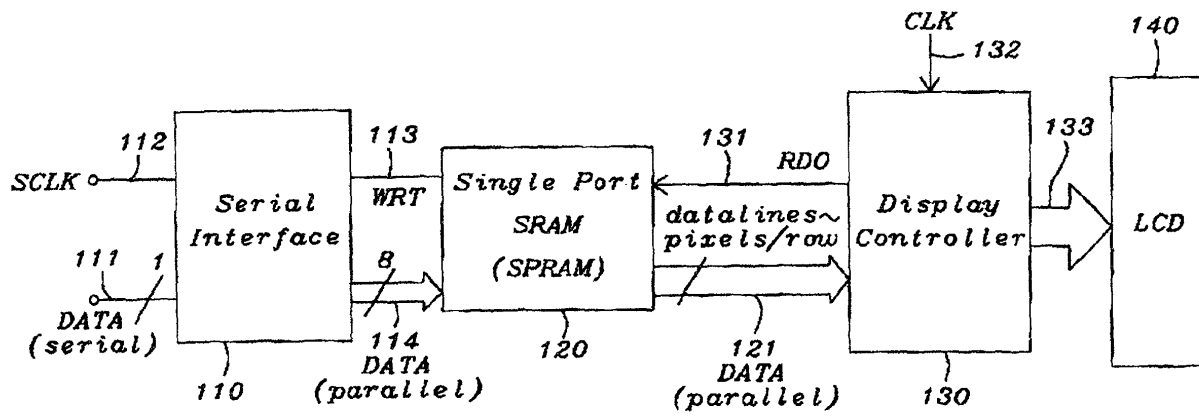 CLK
132
140
SCLK
112
Serial
Interface
113
WRT
Single Port
SRAM
(SPRAM)
131
RDO
datalines~
pixels/row
Display
Controller
133
LCD
111
1
DATA
(serial)
110
8
114
DATA
(parallel)
120
121
DATA
(parallel)
130